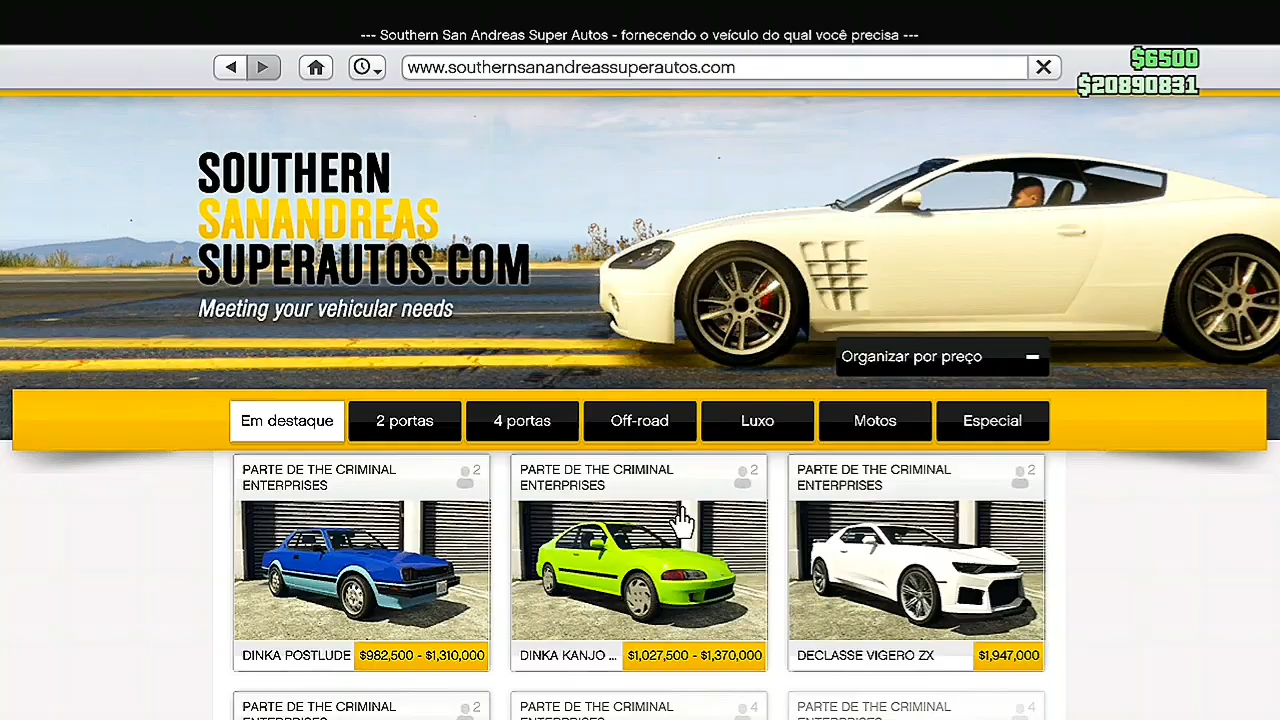 --- Southern San Andreas Super Autos - fornecendo o veículo do qual você precisa ---
www.southernsanandreassuperautos.com
$6500
$20890831
SOUTHERN
SANANDREAS
SUPERAUTOS.COM
Meeting your vehicular needs
Organizar por preço
Em destaque
2 portas
4 portas
Off-road
Luxo
Motos
Especial
PARTE DE THE CRIMINAL
ENTERPRISES
2
PARTE DE THE CRIMINAL
ENTERPRISES
2
PARTE DE THE CRIMINAL
ENTERPRISES
2
DINKA POSTLUDE
$982,500 - $1,310,000
DINKA KANJO ...
$1,027,500 - $1,370,000
DECLASSE VIGERO ZX
$1,947,000
PARTE DE THE CRIMINAL
ENTERPRISES
2
PARTE DE THE CRIMINAL
ENTERPRISES
4
PARTE DE THE CRIMINAL
ENTERPRISES
4